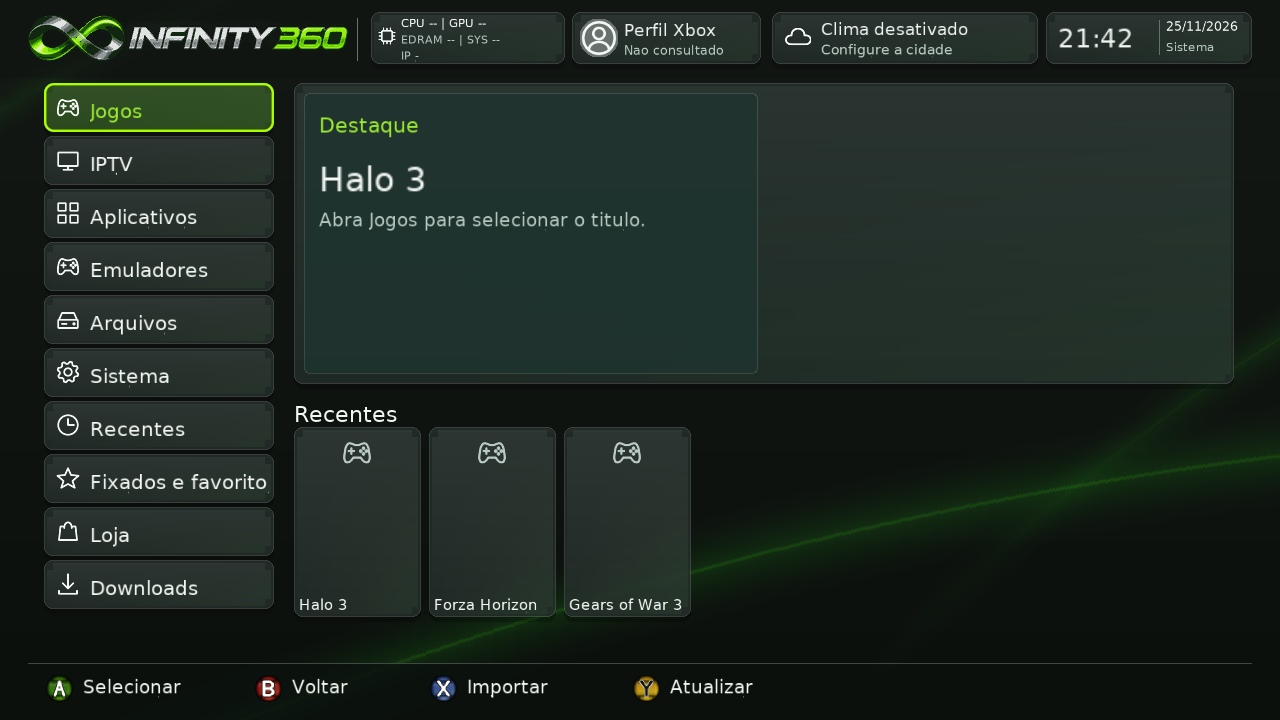 INFINITY 360
CPU -- | GPU --
EDRAM -- | SYS --
IP -
Perfil Xbox
Nao consultado
Clima desativado
Configure a cidade
21:42
25/11/2026
Sistema
Jogos
IPTV
Aplicativos
Emuladores
Arquivos
Sistema
Recentes
Fixados e favorito
Loja
Downloads
Destaque
Halo 3
Abra Jogos para selecionar o titulo.
Recentes
Halo 3
Forza Horizon
Gears of War 3
A Selecionar
B Voltar
X Importar
Y Atualizar